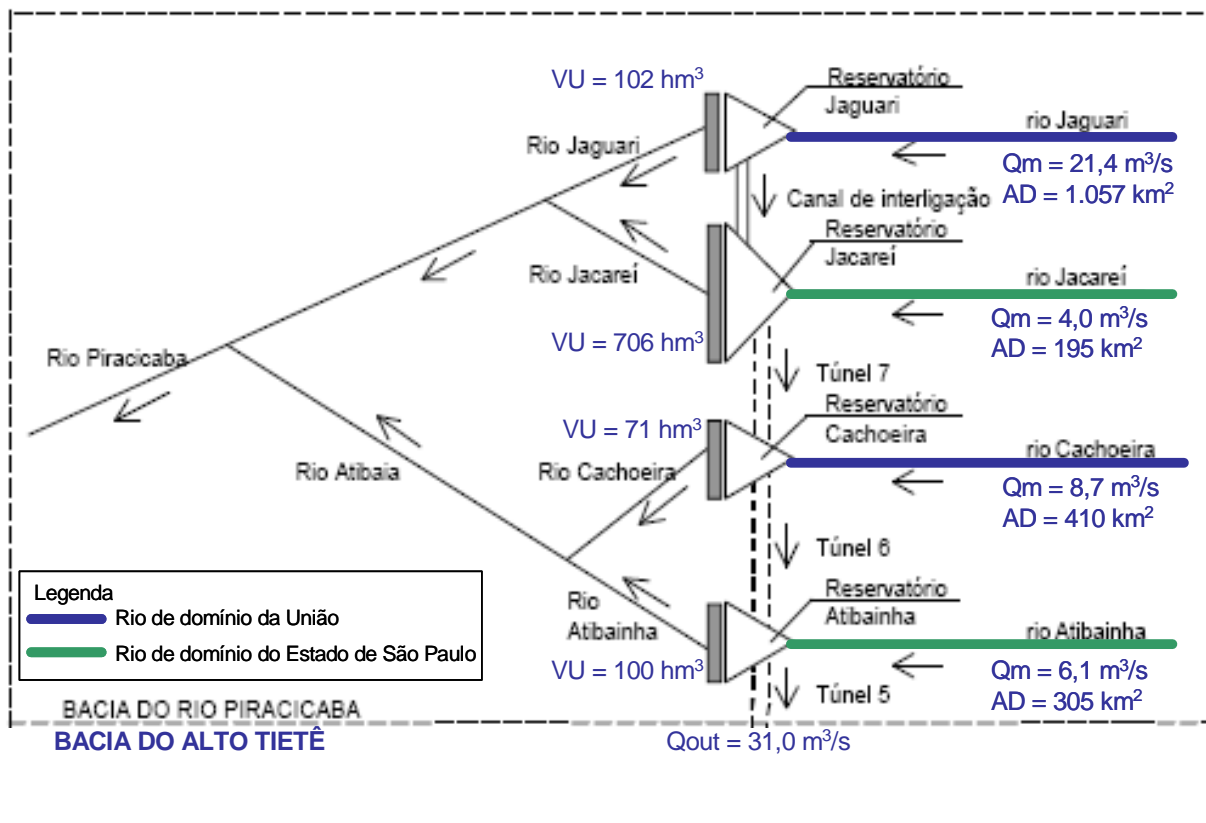 VU = 102 hm³
Reservatório
Jaguari
rio Jaguari
Rio Jaguari
Qm = 21,4 m³/s
AD = 1.057 km²
Canal de interligação
Reservatório
Jacareí
rio Jacareí
Rio Jacareí
Qm = 4,0 m³/s
AD = 195 km²
VU = 706 hm³
Rio Piracicaba
Túnel 7
Reservatório
Cachoeira
VU = 71 hm³
rio Cachoeira
Rio Atibaia
Rio Cachoeira
Qm = 8,7 m³/s
AD = 410 km²
Túnel 6
Legenda
Rio de domínio da União
Rio de domínio do Estado de São Paulo
Reservatório
Atibainha
Rio
Atibainha
rio Atibainha
VU = 100 hm³
Qm = 6,1 m³/s
AD = 305 km²
Túnel 5
BACIA DO RIO PIRACICABA
BACIA DO ALTO TIETÊ
Qout = 31,0 m³/s